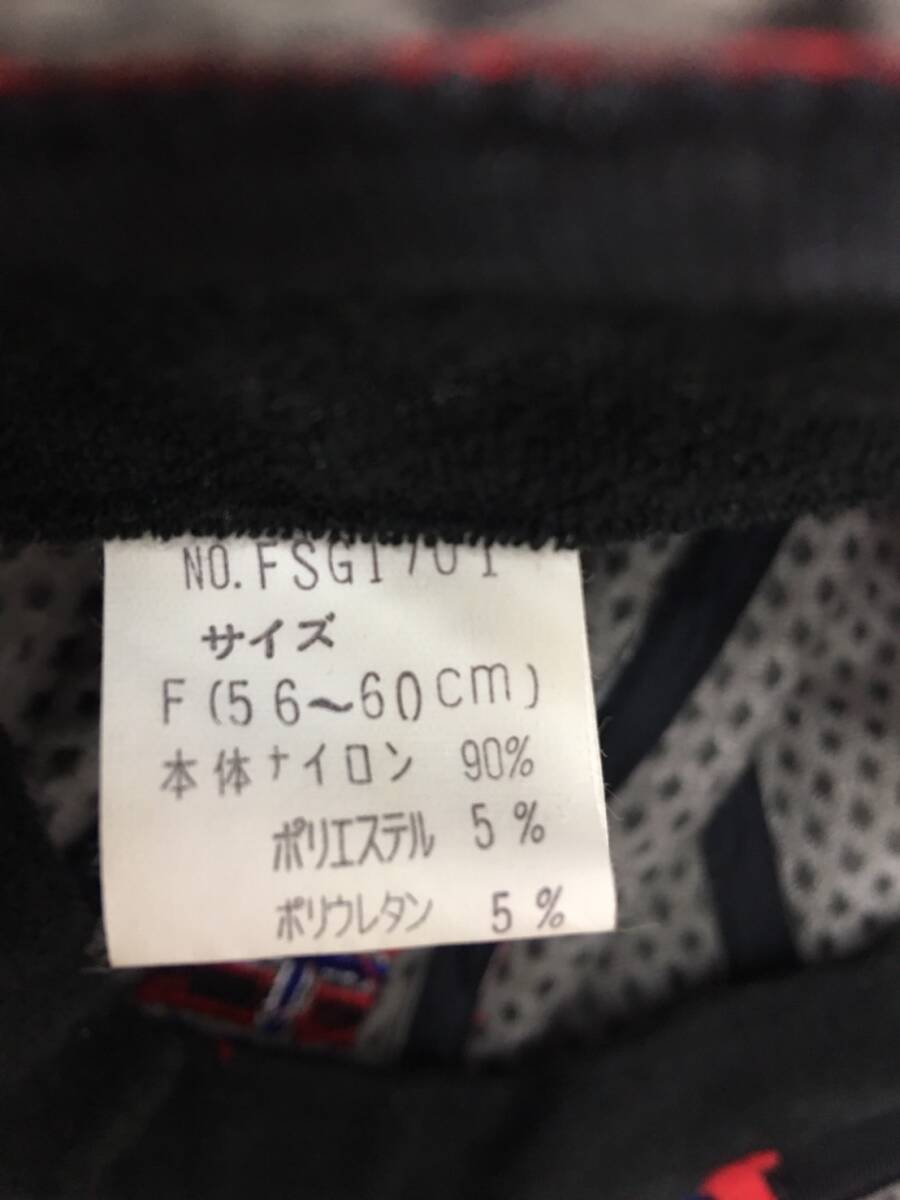 NO.FSG1701
サイズ
F(56~60cm)
本体ナイロン 90%
ポリエステル 5%
ポリウレタン 5%